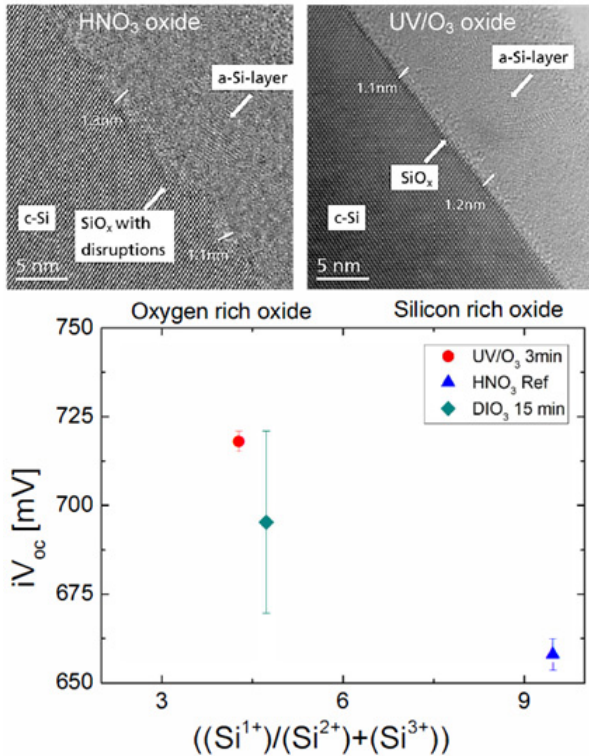 HNO₃ oxide
a-Si-layer
1.3nm
c-Si
SiOₓ with
disruptions
1.1nm
5 nm
UV/O₃ oxide
a-Si-layer
1.1nm
SiOₓ
1.2nm
c-Si
5 nm
Oxygen rich oxide
Silicon rich oxide
750
725
700
675
650
iV_oc [mV]
UV/O₃ 3min
HNO₃ Ref
DIO₃ 15 min
3
6
9
((Si¹⁺)/(Si²⁺)+(Si³⁺))